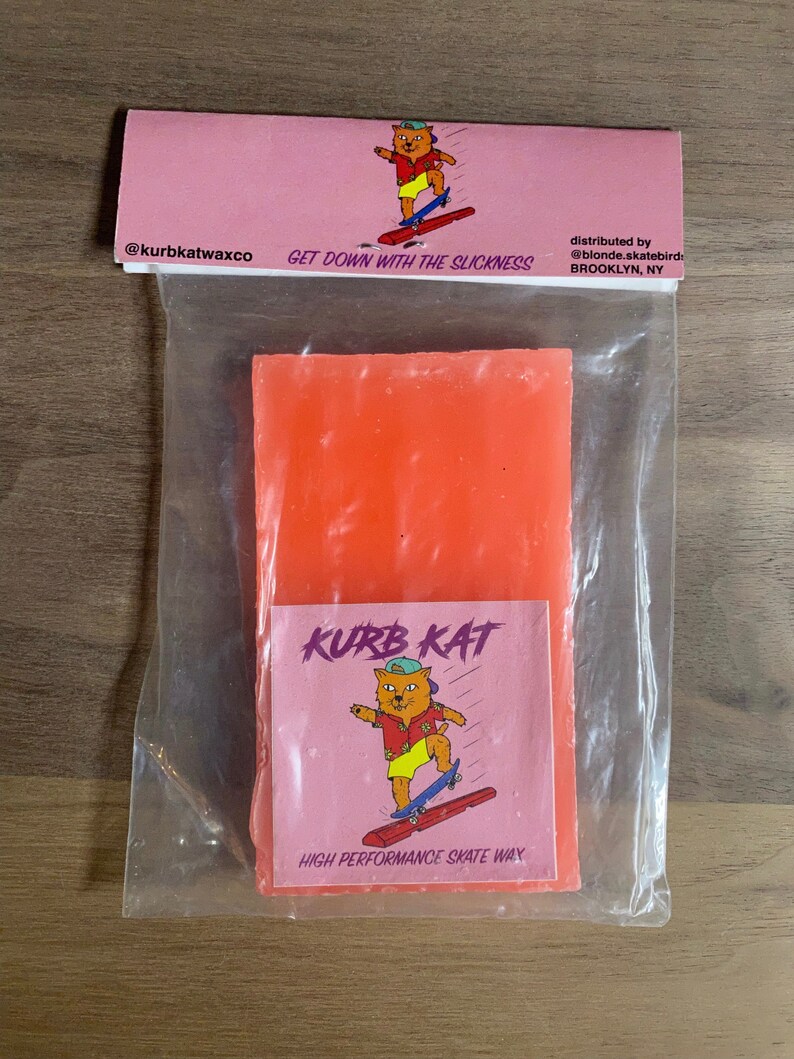 @kurbkatwaxco
GET DOWN WITH THE SLICKNESS
distributed by
@blonde.skatebirds
BROOKLYN, NY
KURB KAT
HIGH PERFORMANCE SKATE WAX